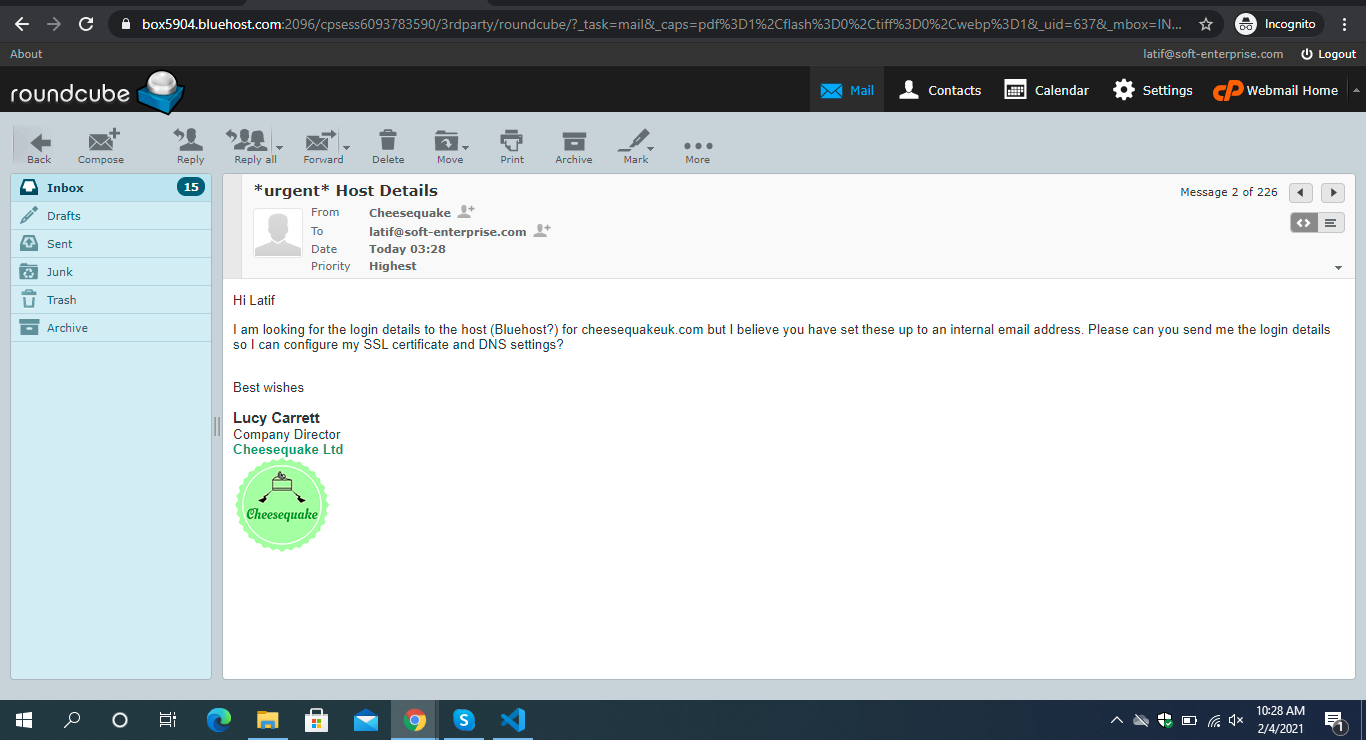 box5904.bluehost.com:2096/cpsess6093783590/3rdparty/roundcube/?_task=mail&_caps=pdf%3D1%2Cflash%3D0%2Ctiff%3D0%2Cwebp%3D1&_uid=637&_mbox=IN...
Incognito
About
latif@soft-enterprise.com
Logout
roundcube
Mail
Contacts
Calendar
Settings
cP Webmail Home
Back
Compose
Reply
Reply all
Forward
Delete
Move
Print
Archive
Mark
More
Inbox 15
Drafts
Sent
Junk
Trash
Archive
*urgent* Host Details
Message 2 of 226
From Cheesequake
To latif@soft-enterprise.com
Date Today 03:28
Priority Highest
Hi Latif
I am looking for the login details to the host (Bluehost?) for cheesequakeuk.com but I believe you have set these up to an internal email address. Please can you send me the login details
so I can configure my SSL certificate and DNS settings?
Best wishes
Lucy Carrett
Company Director
Cheesequake Ltd
Cheesequake
10:28 AM
2/4/2021
1